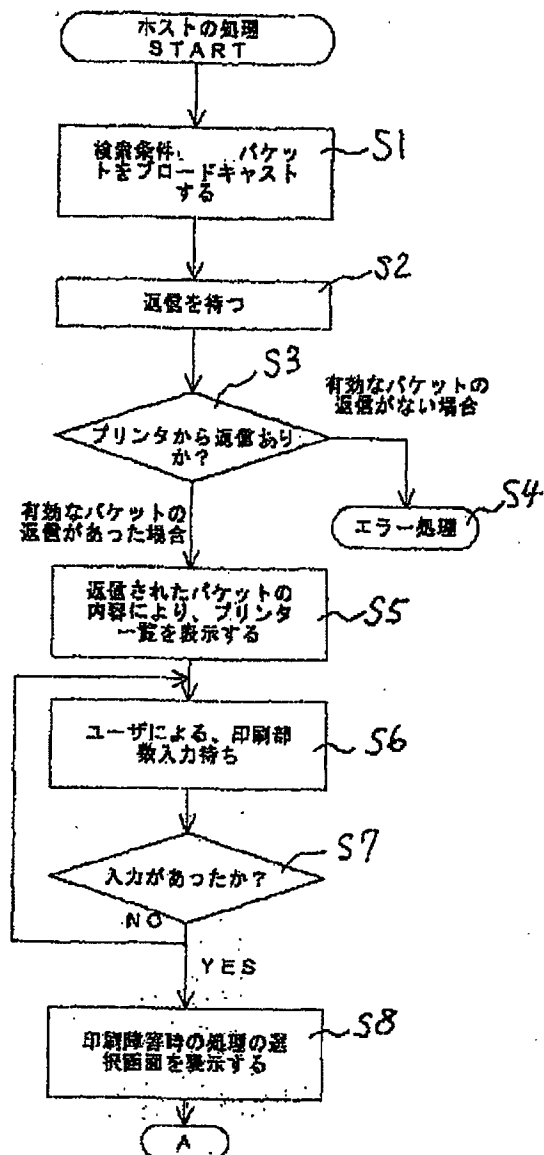 ホストの処理
START
検索条件、 パケッ
トをブロードキャスト
する
S1
返信を待つ
S2
S3
プリンタから返信あり
か?
有効なパケットの
返信がない場合
S4
エラー処理
有効なパケットの
返信があった場合
返信されたパケットの
内容により、プリンタ
一覧を表示する
S5
ユーザによる、印刷部
数入力待ち
S6
S7
入力があったか?
NO
YES
印刷障害時の処理の選
択画面を表示する
S8
A